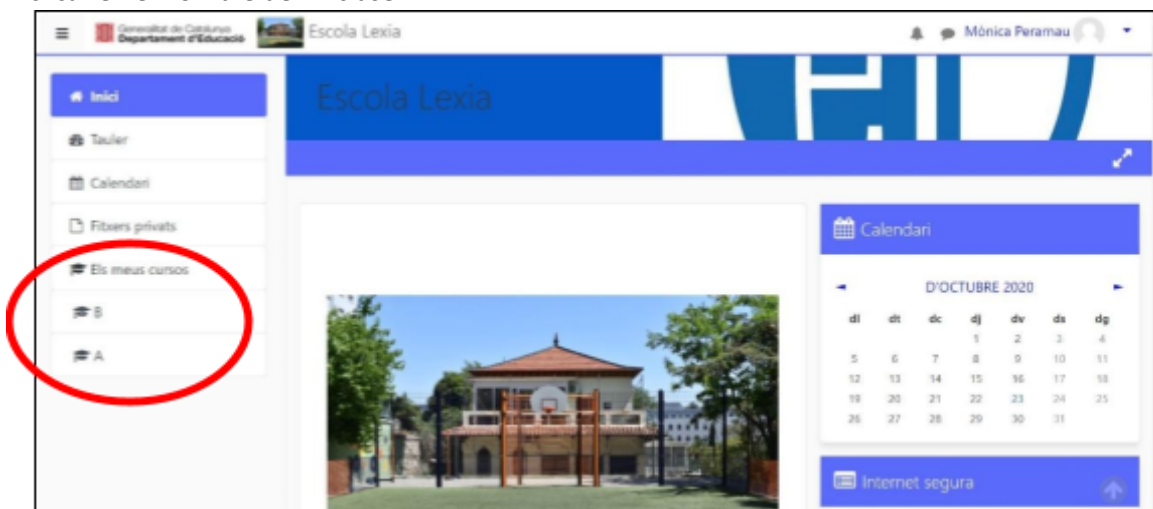 Generalitat de Catalunya
Departament d'Educació
Escola Lexia
Mònica Peramau
Inici
Tauler
Calendari
Fitxers privats
Els meus cursos
B
A
Escola Lexia
Calendari
D'OCTUBRE 2020
dl dt dc dj dv ds dg
1 2 3 4
5 6 7 8 9 10 11
12 13 14 15 16 17 18
19 20 21 22 23 24 25
26 27 28 29 30 31
Internet segura